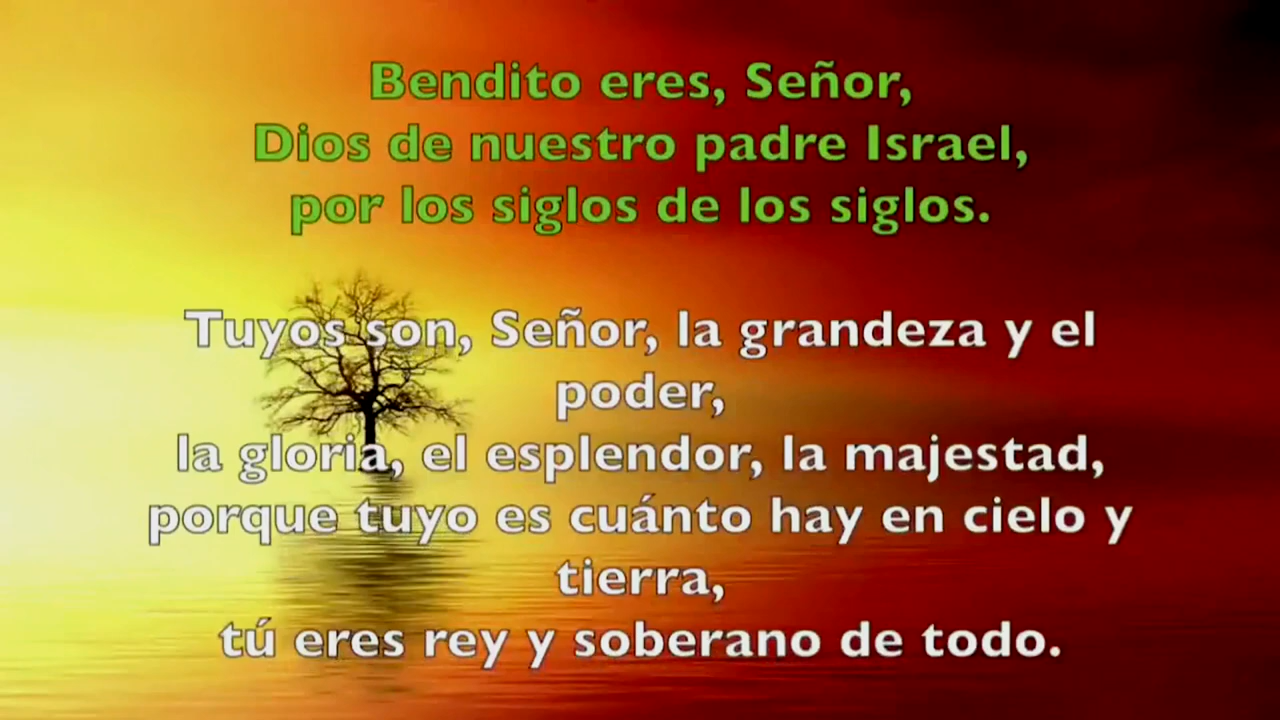 Bendito eres, Señor,
Dios de nuestro padre Israel,
por los siglos de los siglos.
Tuyos son, Señor, la grandeza y el
poder,
la gloria, el esplendor, la majestad,
porque tuyo es cuánto hay en cielo y
tierra,
tú eres rey y soberano de todo.